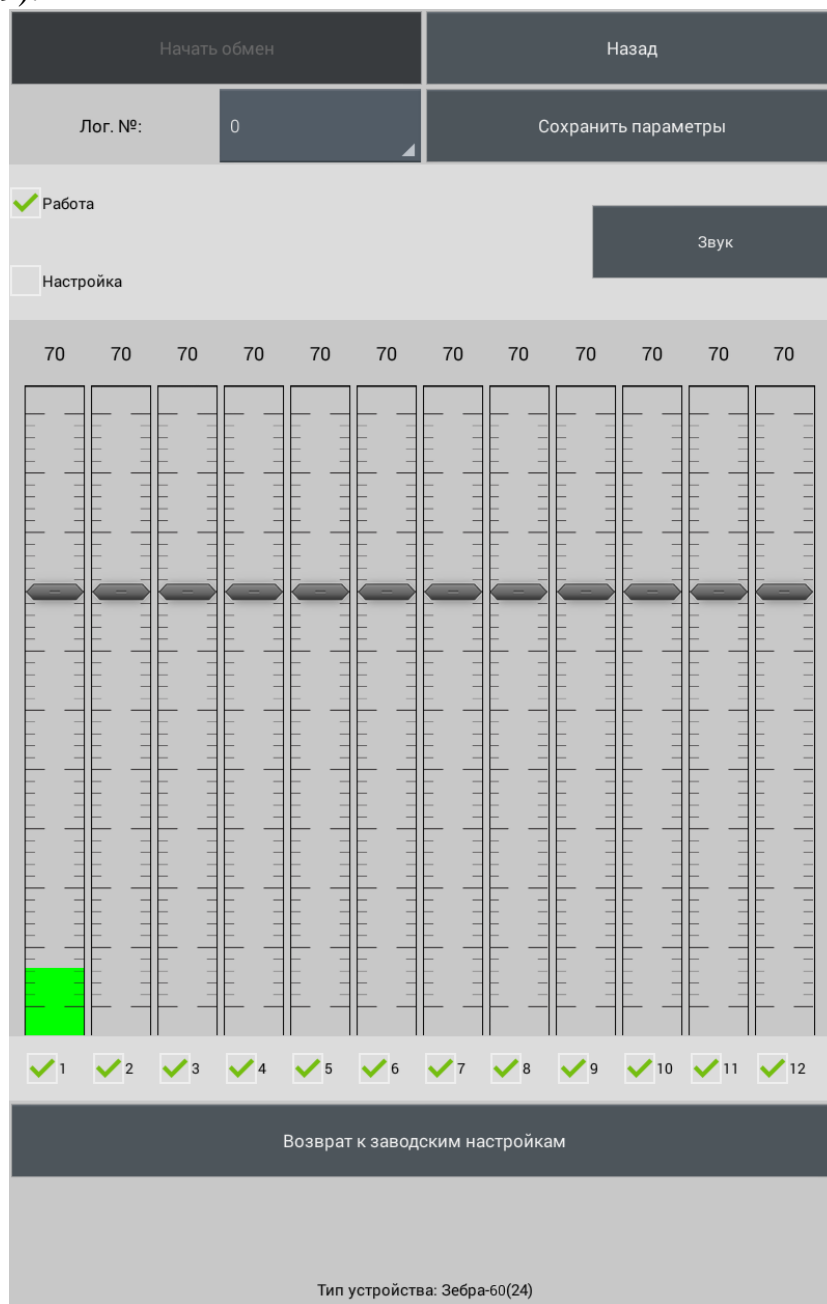 Начать обмен Назад
Лог. №: 0 Сохранить параметры
Работа
Звук
Настройка
70 70 70 70 70 70 70 70 70 70 70 70
1 2 3 4 5 6 7 8 9 10 11 12
Возврат к заводским настройкам
Тип устройства: Зебра-60(24)